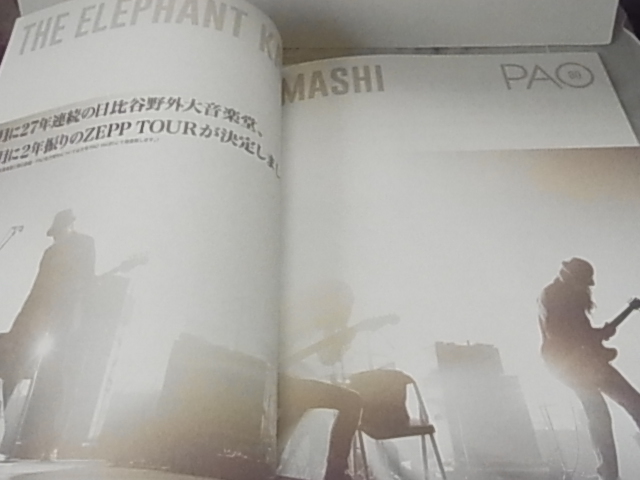 THE ELEPHANT K
MASHI
PAO
月に27年連続の日比谷野外大音楽堂、
月に2年振りのZEPP TOURが決定しまし